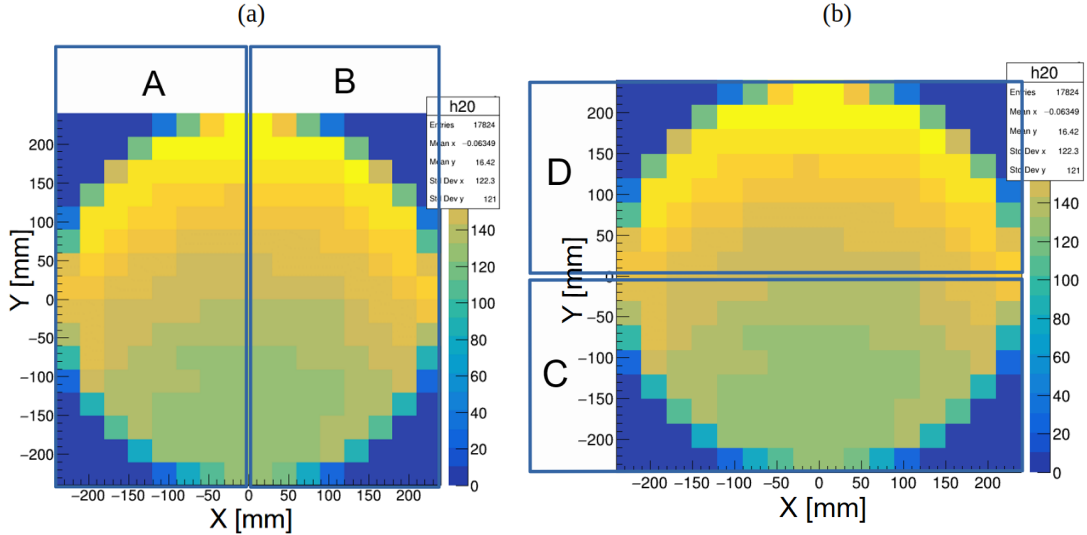 (a)
(b)
A
B
h20
Entries 17824
Mean x −0.06349
Mean y 16.42
Std Dev x 122.3
Std Dev y 121
200
150
100
50
0
−50
−100
−150
−200
Y [mm]
−200 −150 −100 −50 0 50 100 150 200
X [mm]
140
120
100
80
60
40
20
0
D
C
h20
Entries 17824
Mean x −0.06349
Mean y 16.42
Std Dev x 122.3
Std Dev y 121
200
150
100
50
0
−50
−100
−150
−200
Y [mm]
−200 −150 −100 −50 0 50 100 150 200
X [mm]
140
120
100
80
60
40
20
0